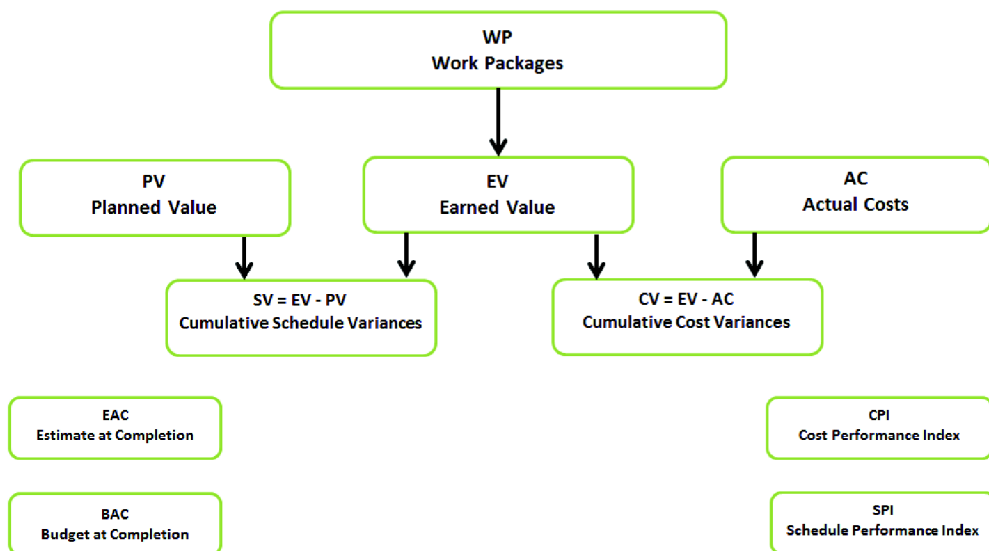 WP
Work Packages
PV
Planned Value
EV
Earned Value
AC
Actual Costs
SV = EV - PV
Cumulative Schedule Variances
CV = EV - AC
Cumulative Cost Variances
EAC
Estimate at Completion
CPI
Cost Performance Index
BAC
Budget at Completion
SPI
Schedule Performance Index